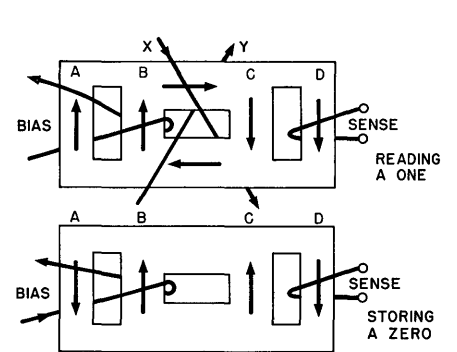 X Y
A B C D
BIAS
SENSE
READING
A ONE
A B C D
BIAS
SENSE
STORING
A ZERO